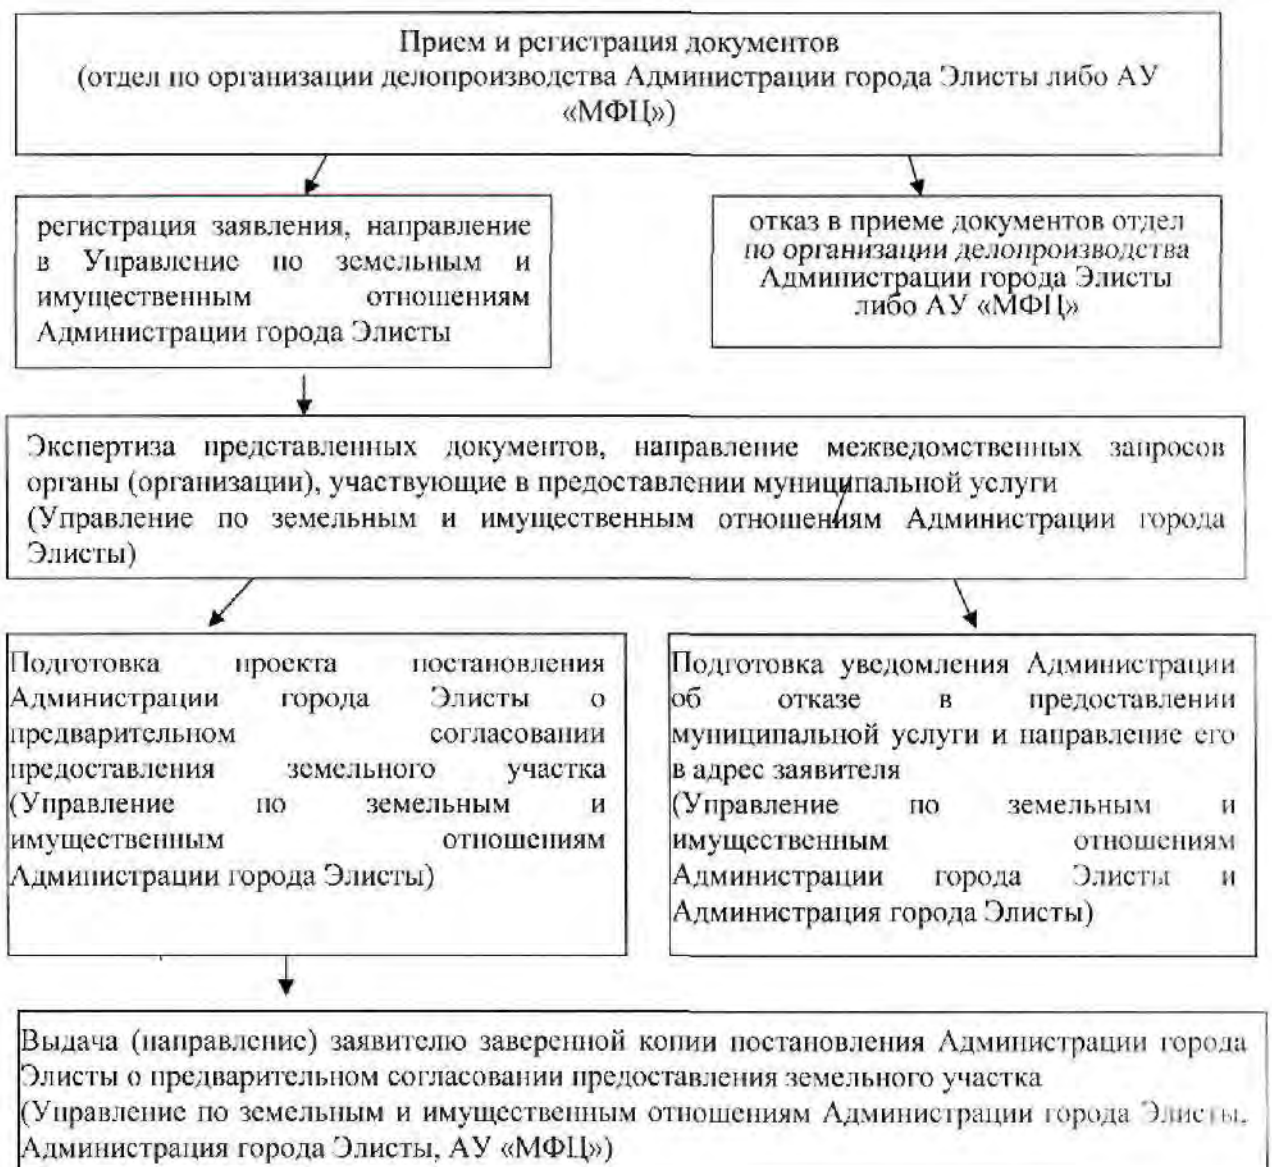 Прием и регистрация документов
(отдел по организации делопроизводства Администрации города Элисты либо АУ
«МФЦ»)
регистрация заявления, направление
в Управление по земельным и
имущественным отношениям
Администрации города Элисты
отказ в приеме документов отдел
по организации делопроизводства
Администрации города Элисты
либо АУ «МФЦ»
Экспертиза представленных документов, направление межведомственных запросов
органы (организации), участвующие в предоставлении муниципальной услуги
(Управление по земельным и имущественным отношениям Администрации города
Элисты)
Подготовка проекта постановления
Администрации города Элисты о
предварительном согласовании
предоставления земельного участка
(Управление по земельным и
имущественным отношениям
Администрации города Элисты)
Подготовка уведомления Администрации
об отказе в предоставлении
муниципальной услуги и направление его
в адрес заявителя
(Управление по земельным и
имущественным отношениям
Администрации города Элисты и
Администрация города Элисты)
Выдача (направление) заявителю заверенной копии постановления Администрации города
Элисты о предварительном согласовании предоставления земельного участка
(Управление по земельным и имущественным отношениям Администрации города Элисты,
Администрация города Элисты, АУ «МФЦ»)